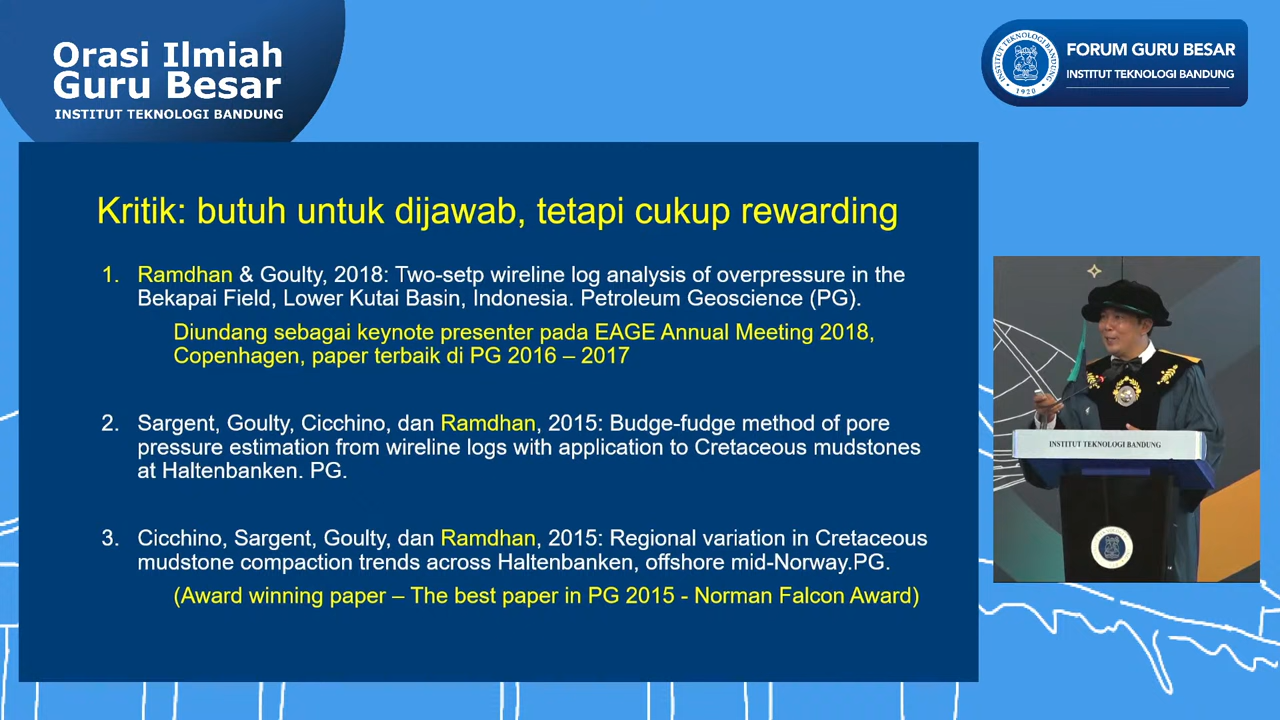 Orasi Ilmiah
Guru Besar
INSTITUT TEKNOLOGI BANDUNG
INSTITUT TEKNOLOGI BANDUNG
1920
FORUM GURU BESAR
INSTITUT TEKNOLOGI BANDUNG
Kritik: butuh untuk dijawab, tetapi cukup rewarding
1. Ramdhan & Goulty, 2018: Two-setp wireline log analysis of overpressure in the
Bekapai Field, Lower Kutai Basin, Indonesia. Petroleum Geoscience (PG).
Diundang sebagai keynote presenter pada EAGE Annual Meeting 2018,
Copenhagen, paper terbaik di PG 2016 – 2017
2. Sargent, Goulty, Cicchino, dan Ramdhan, 2015: Budge-fudge method of pore
pressure estimation from wireline logs with application to Cretaceous mudstones
at Haltenbanken. PG.
3. Cicchino, Sargent, Goulty, dan Ramdhan, 2015: Regional variation in Cretaceous
mudstone compaction trends across Haltenbanken, offshore mid-Norway.PG.
(Award winning paper – The best paper in PG 2015 - Norman Falcon Award)
INSTITUT TEKNOLOGI BANDUNG